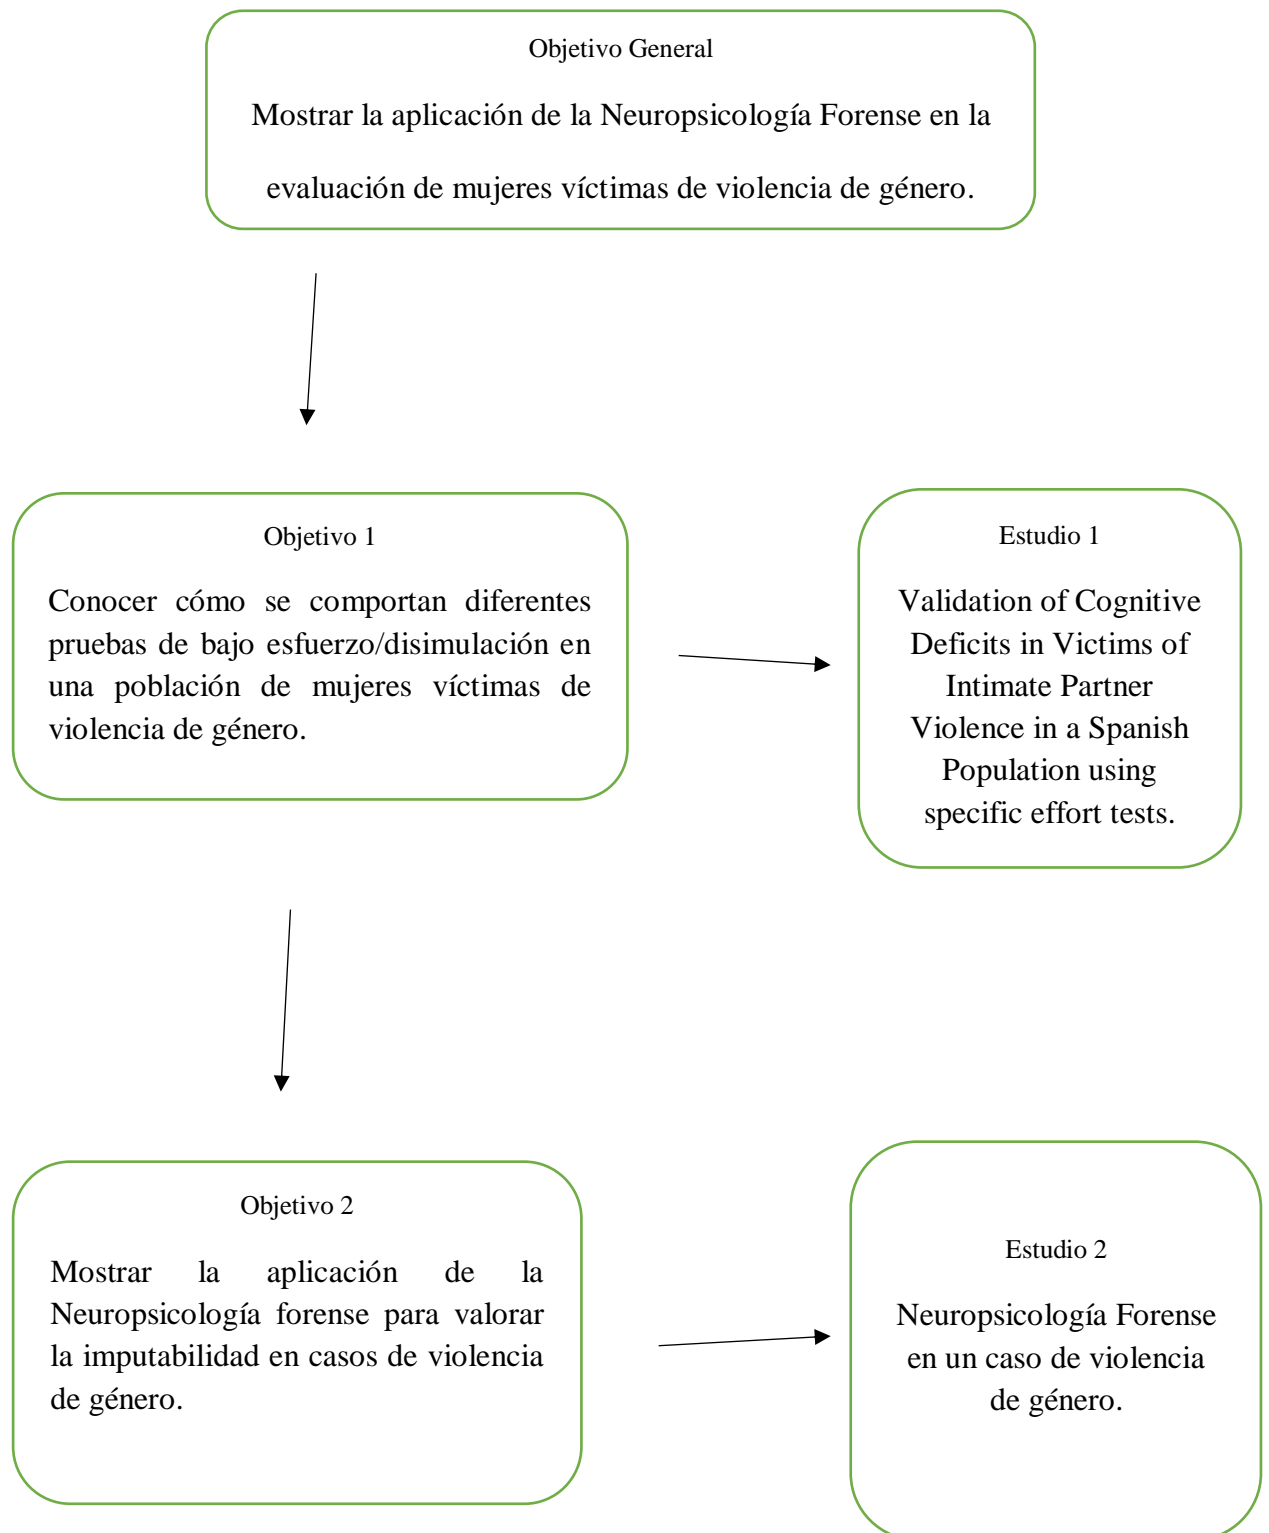 Objetivo General
Mostrar la aplicación de la Neuropsicología Forense en la
evaluación de mujeres víctimas de violencia de género.
Objetivo 1
Conocer cómo se comportan diferentes
pruebas de bajo esfuerzo/disimulación en
una población de mujeres víctimas de
violencia de género.
Estudio 1
Validation of Cognitive
Deficits in Victims of
Intimate Partner
Violence in a Spanish
Population using
specific effort tests.
Objetivo 2
Mostrar la aplicación de la
Neuropsicología forense para valorar
la imputabilidad en casos de violencia
de género.
Estudio 2
Neuropsicología Forense
en un caso de violencia
de género.